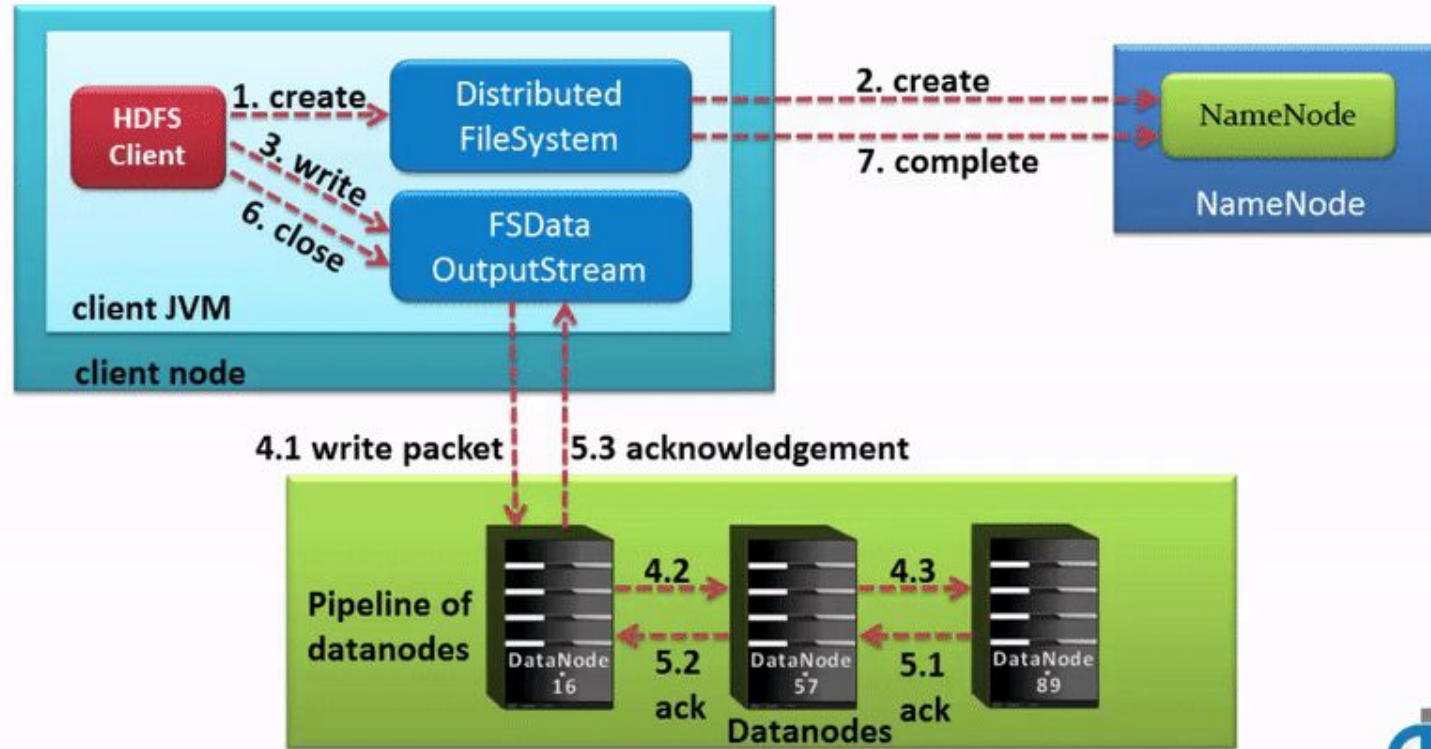 1. create
Distributed
FileSystem
2. create
NameNode
HDFS
Client
3. write
7. complete
NameNode
6. close
FSData
OutputStream
client JVM
client node
4.1 write packet
5.3 acknowledgement
4.2
4.3
Pipeline of
datanodes
DataNode
16
5.2
ack
DataNode
57
5.1
ack
DataNode
89
Datanodes